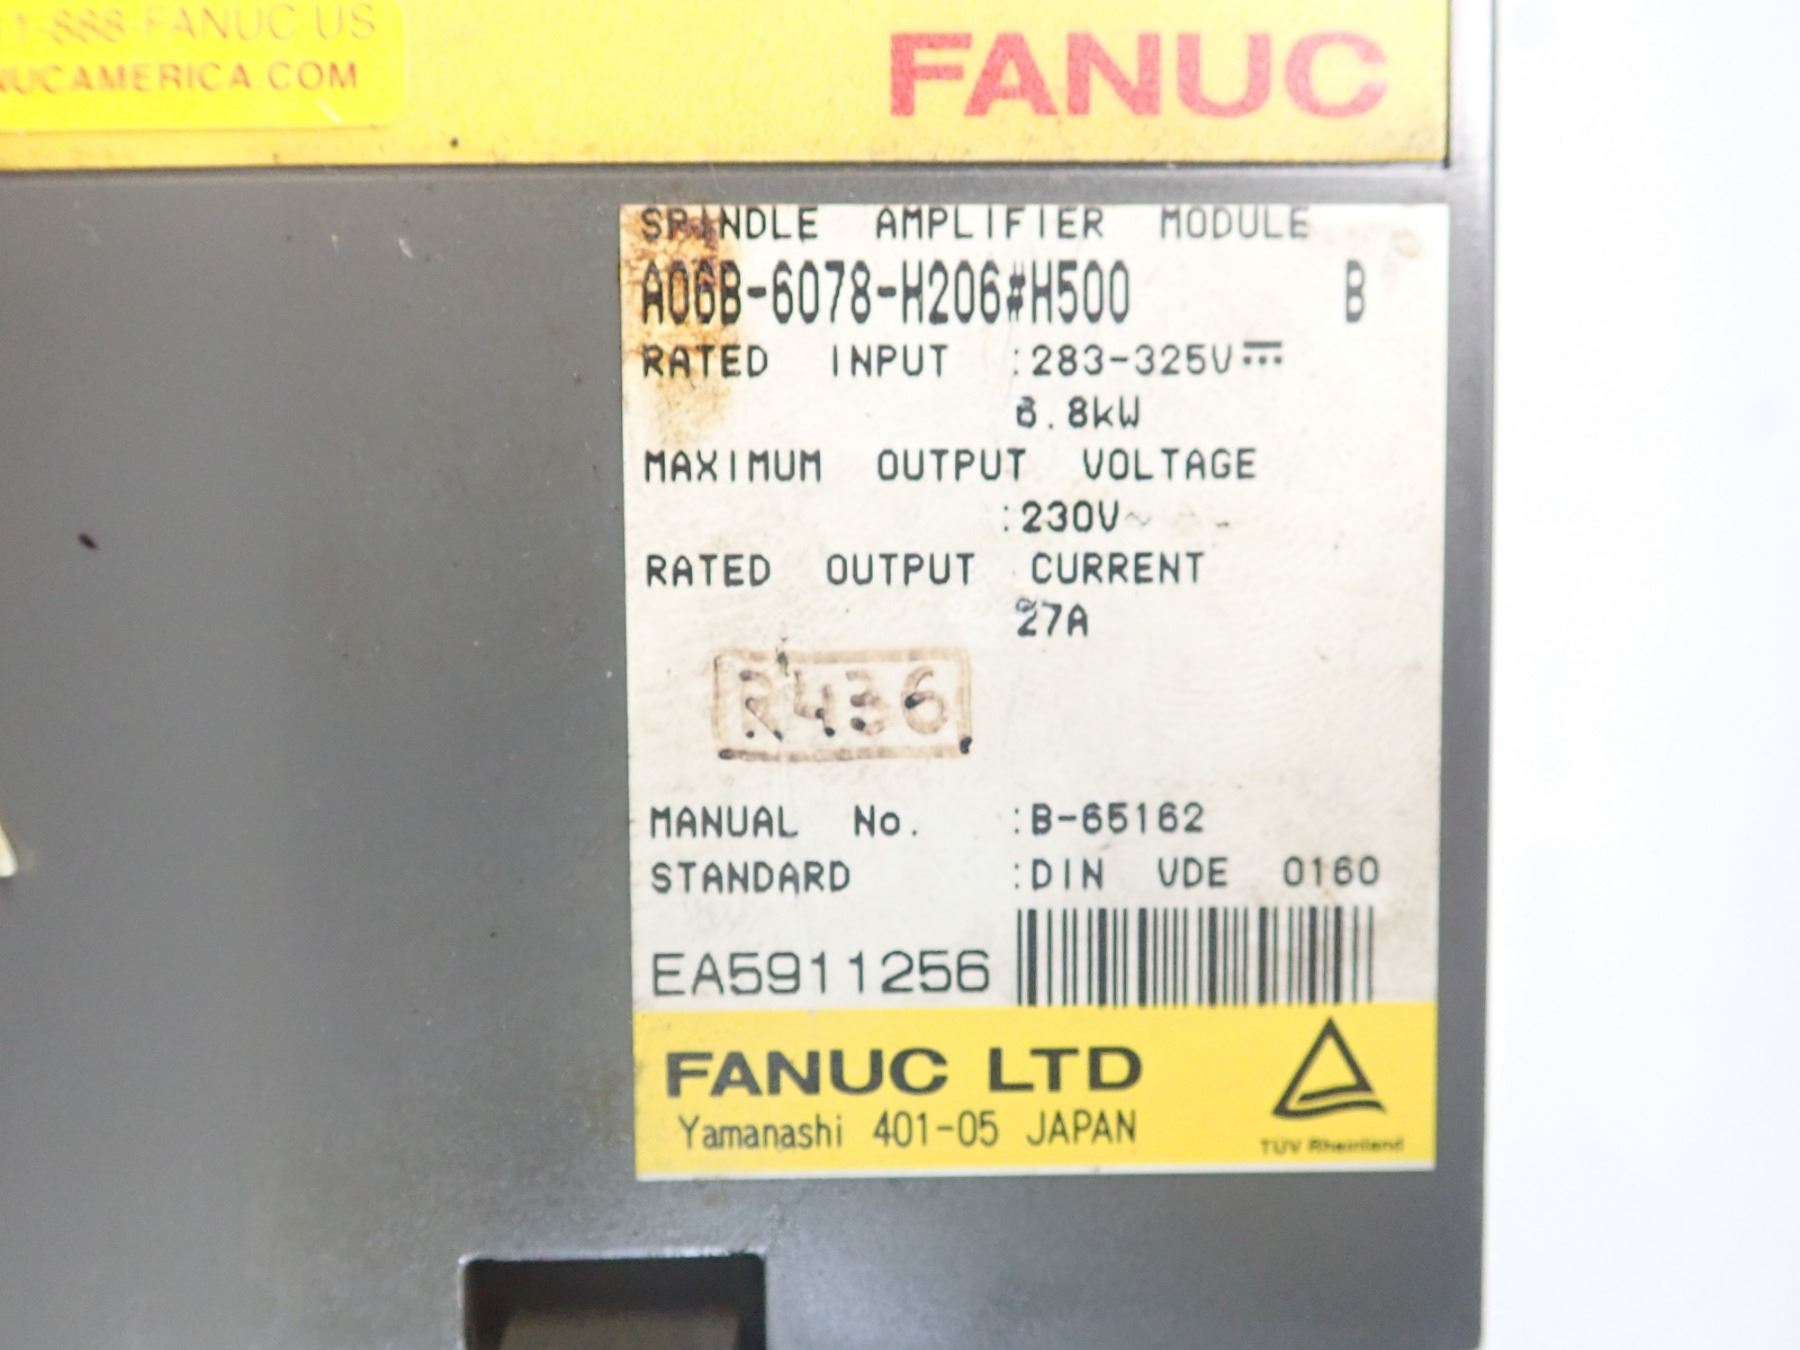 1-888-FANUC US
NUCAMERICA.COM
FANUC
SPINDLE AMPLIFIER MODULE
A06B-6078-H206#H500 B
RATED INPUT :283-325V⎓
6.8kW
MAXIMUM OUTPUT VOLTAGE
:230V~
RATED OUTPUT CURRENT
27A
R436
MANUAL No. :B-65162
STANDARD :DIN VDE 0160
EA5911256
FANUC LTD
Yamanashi 401-05 JAPAN
TÜV Rheinland